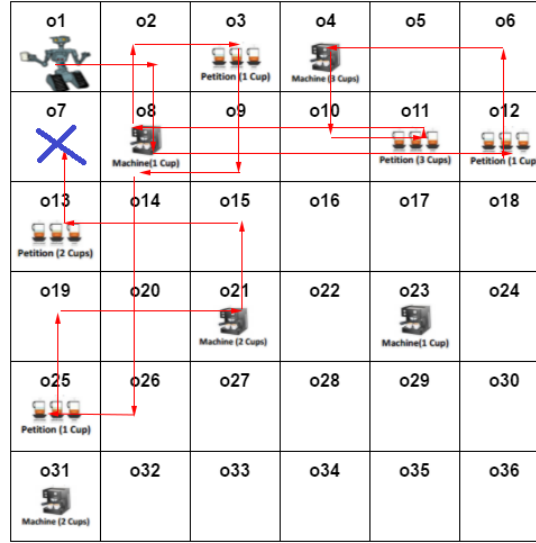 o1 o2 o3 o4 o5 o6
Petition (1 Cup) Machine (3 Cups)
o7 o8 o9 o10 o11 o12
Machine(1 Cup) Petition (3 Cups) Petition (1 Cup)
o13 o14 o15 o16 o17 o18
Petition (2 Cups)
o19 o20 o21 o22 o23 o24
Machine (2 Cups) Machine(1 Cup)
o25 o26 o27 o28 o29 o30
Petition (1 Cup)
o31 o32 o33 o34 o35 o36
Machine (2 Cups)